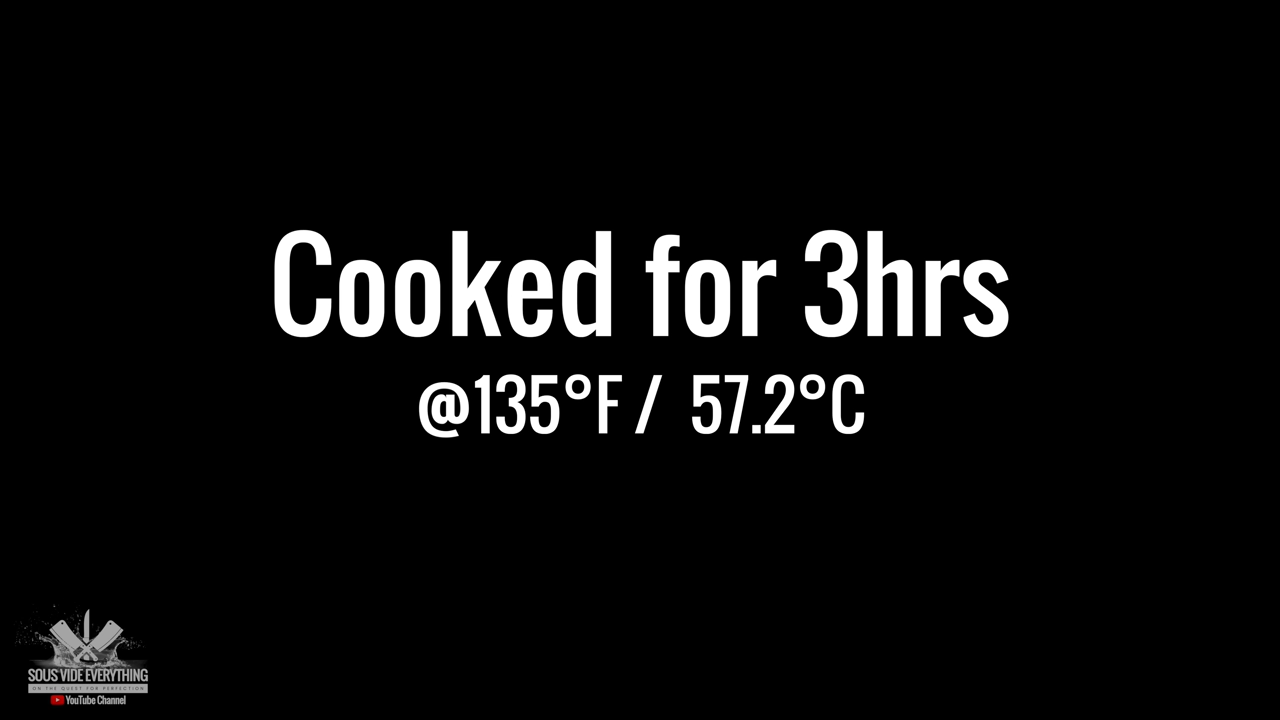 Cooked for 3hrs
@135°F / 57.2°C
SOUS VIDE EVERYTHING
ON THE QUEST FOR PERFECTION
YouTube Channel